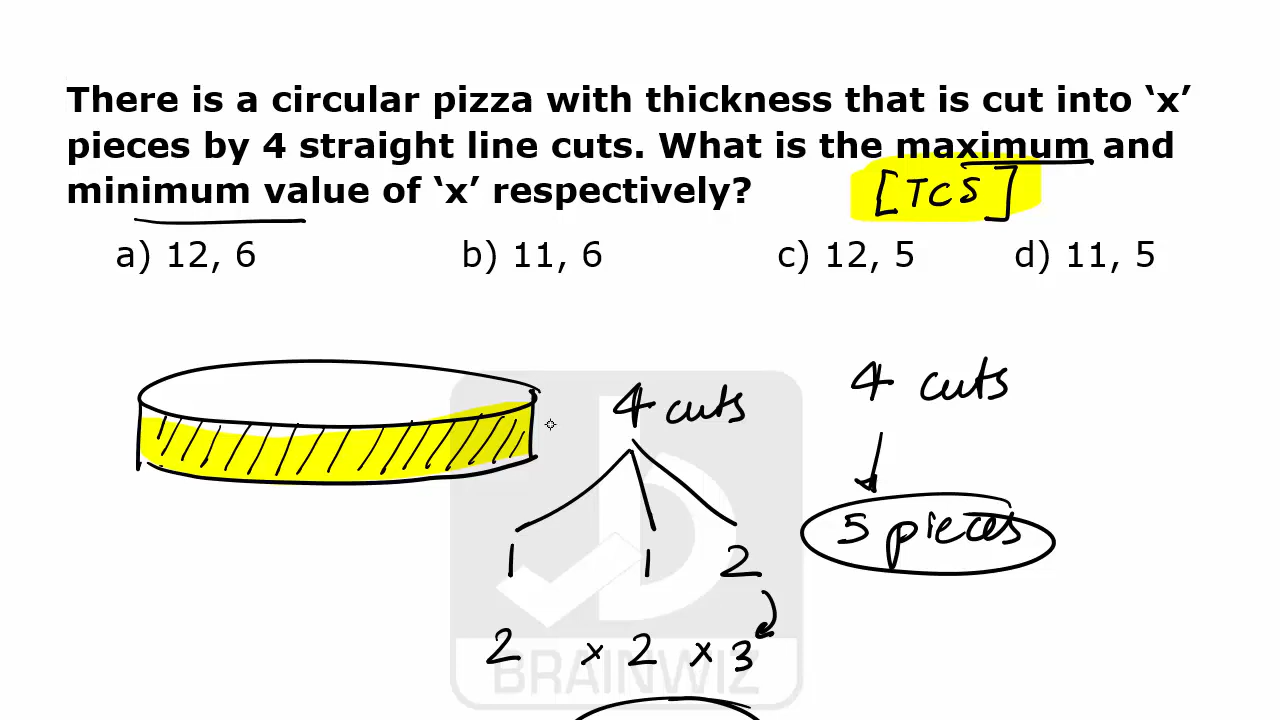 There is a circular pizza with thickness that is cut into ‘x’
pieces by 4 straight line cuts. What is the maximum and
minimum value of ‘x’ respectively?
[TCS]
a) 12, 6 b) 11, 6 c) 12, 5 d) 11, 5
4 cuts
4 cuts
5 pieces
1 1 2
2 x 2 x 3
BRAINWIZ